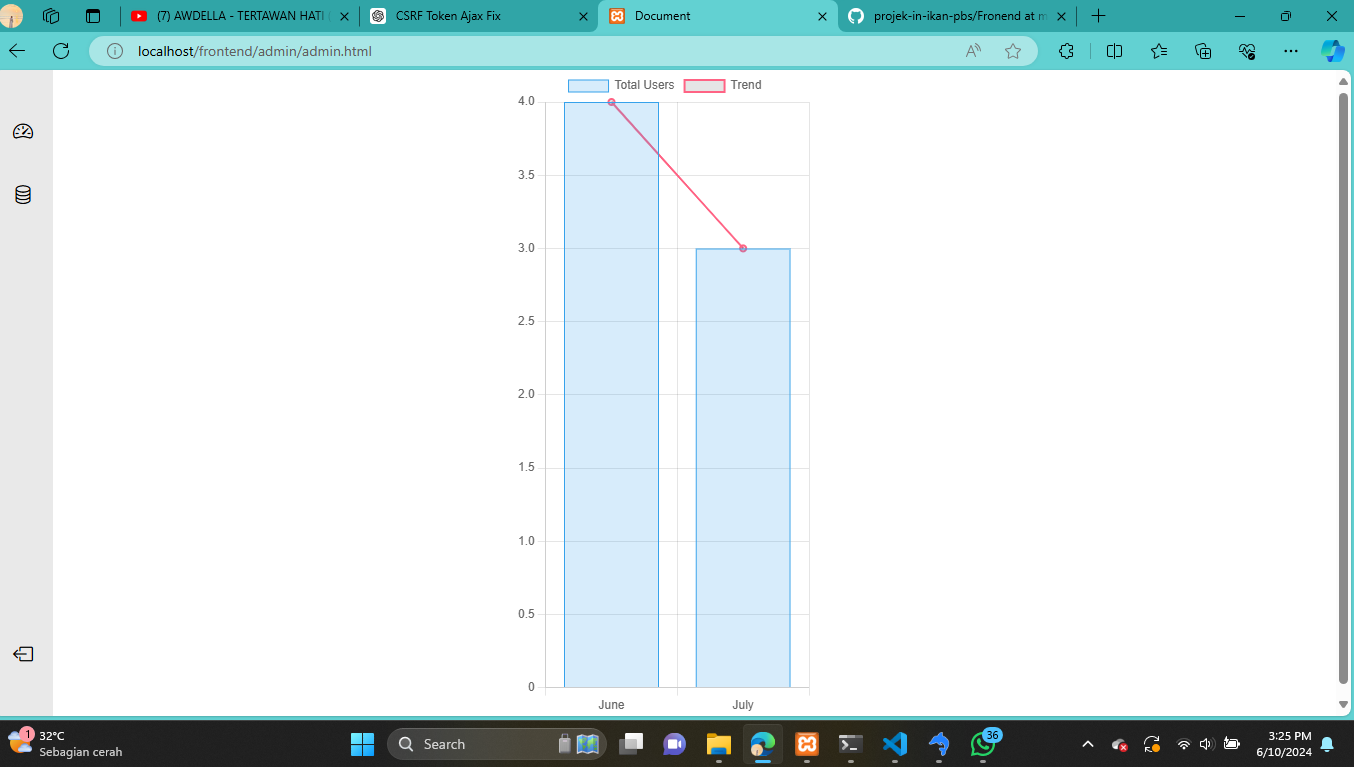 (7) AWDELLA - TERTAWAN HATI
CSRF Token Ajax Fix
Document
projek-in-ikan-pbs/Fronend at m
localhost/frontend/admin/admin.html
Total Users
Trend
4.0
3.5
3.0
2.5
2.0
1.5
1.0
0.5
0
June
July
1
32°C
Sebagian cerah
Search
36
3:25 PM
6/10/2024